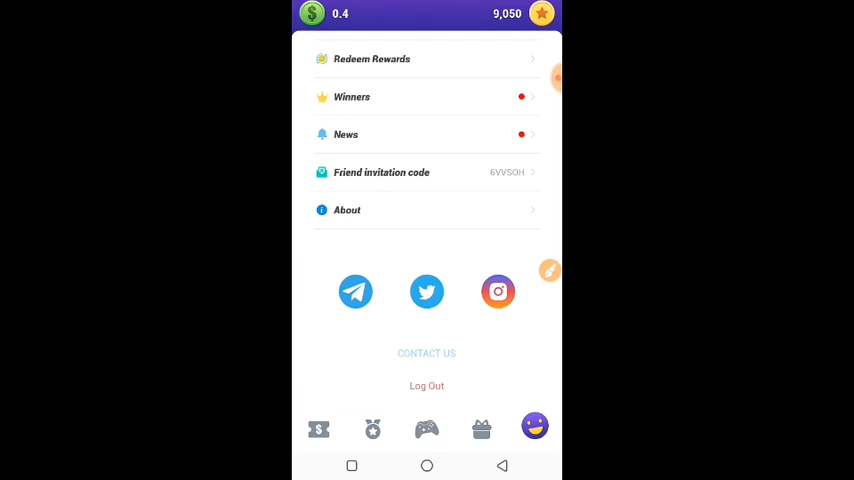 0.4
9,050
Redeem Rewards
Winners
News
Friend invitation code 6VVSOH
About
CONTACT US
Log Out